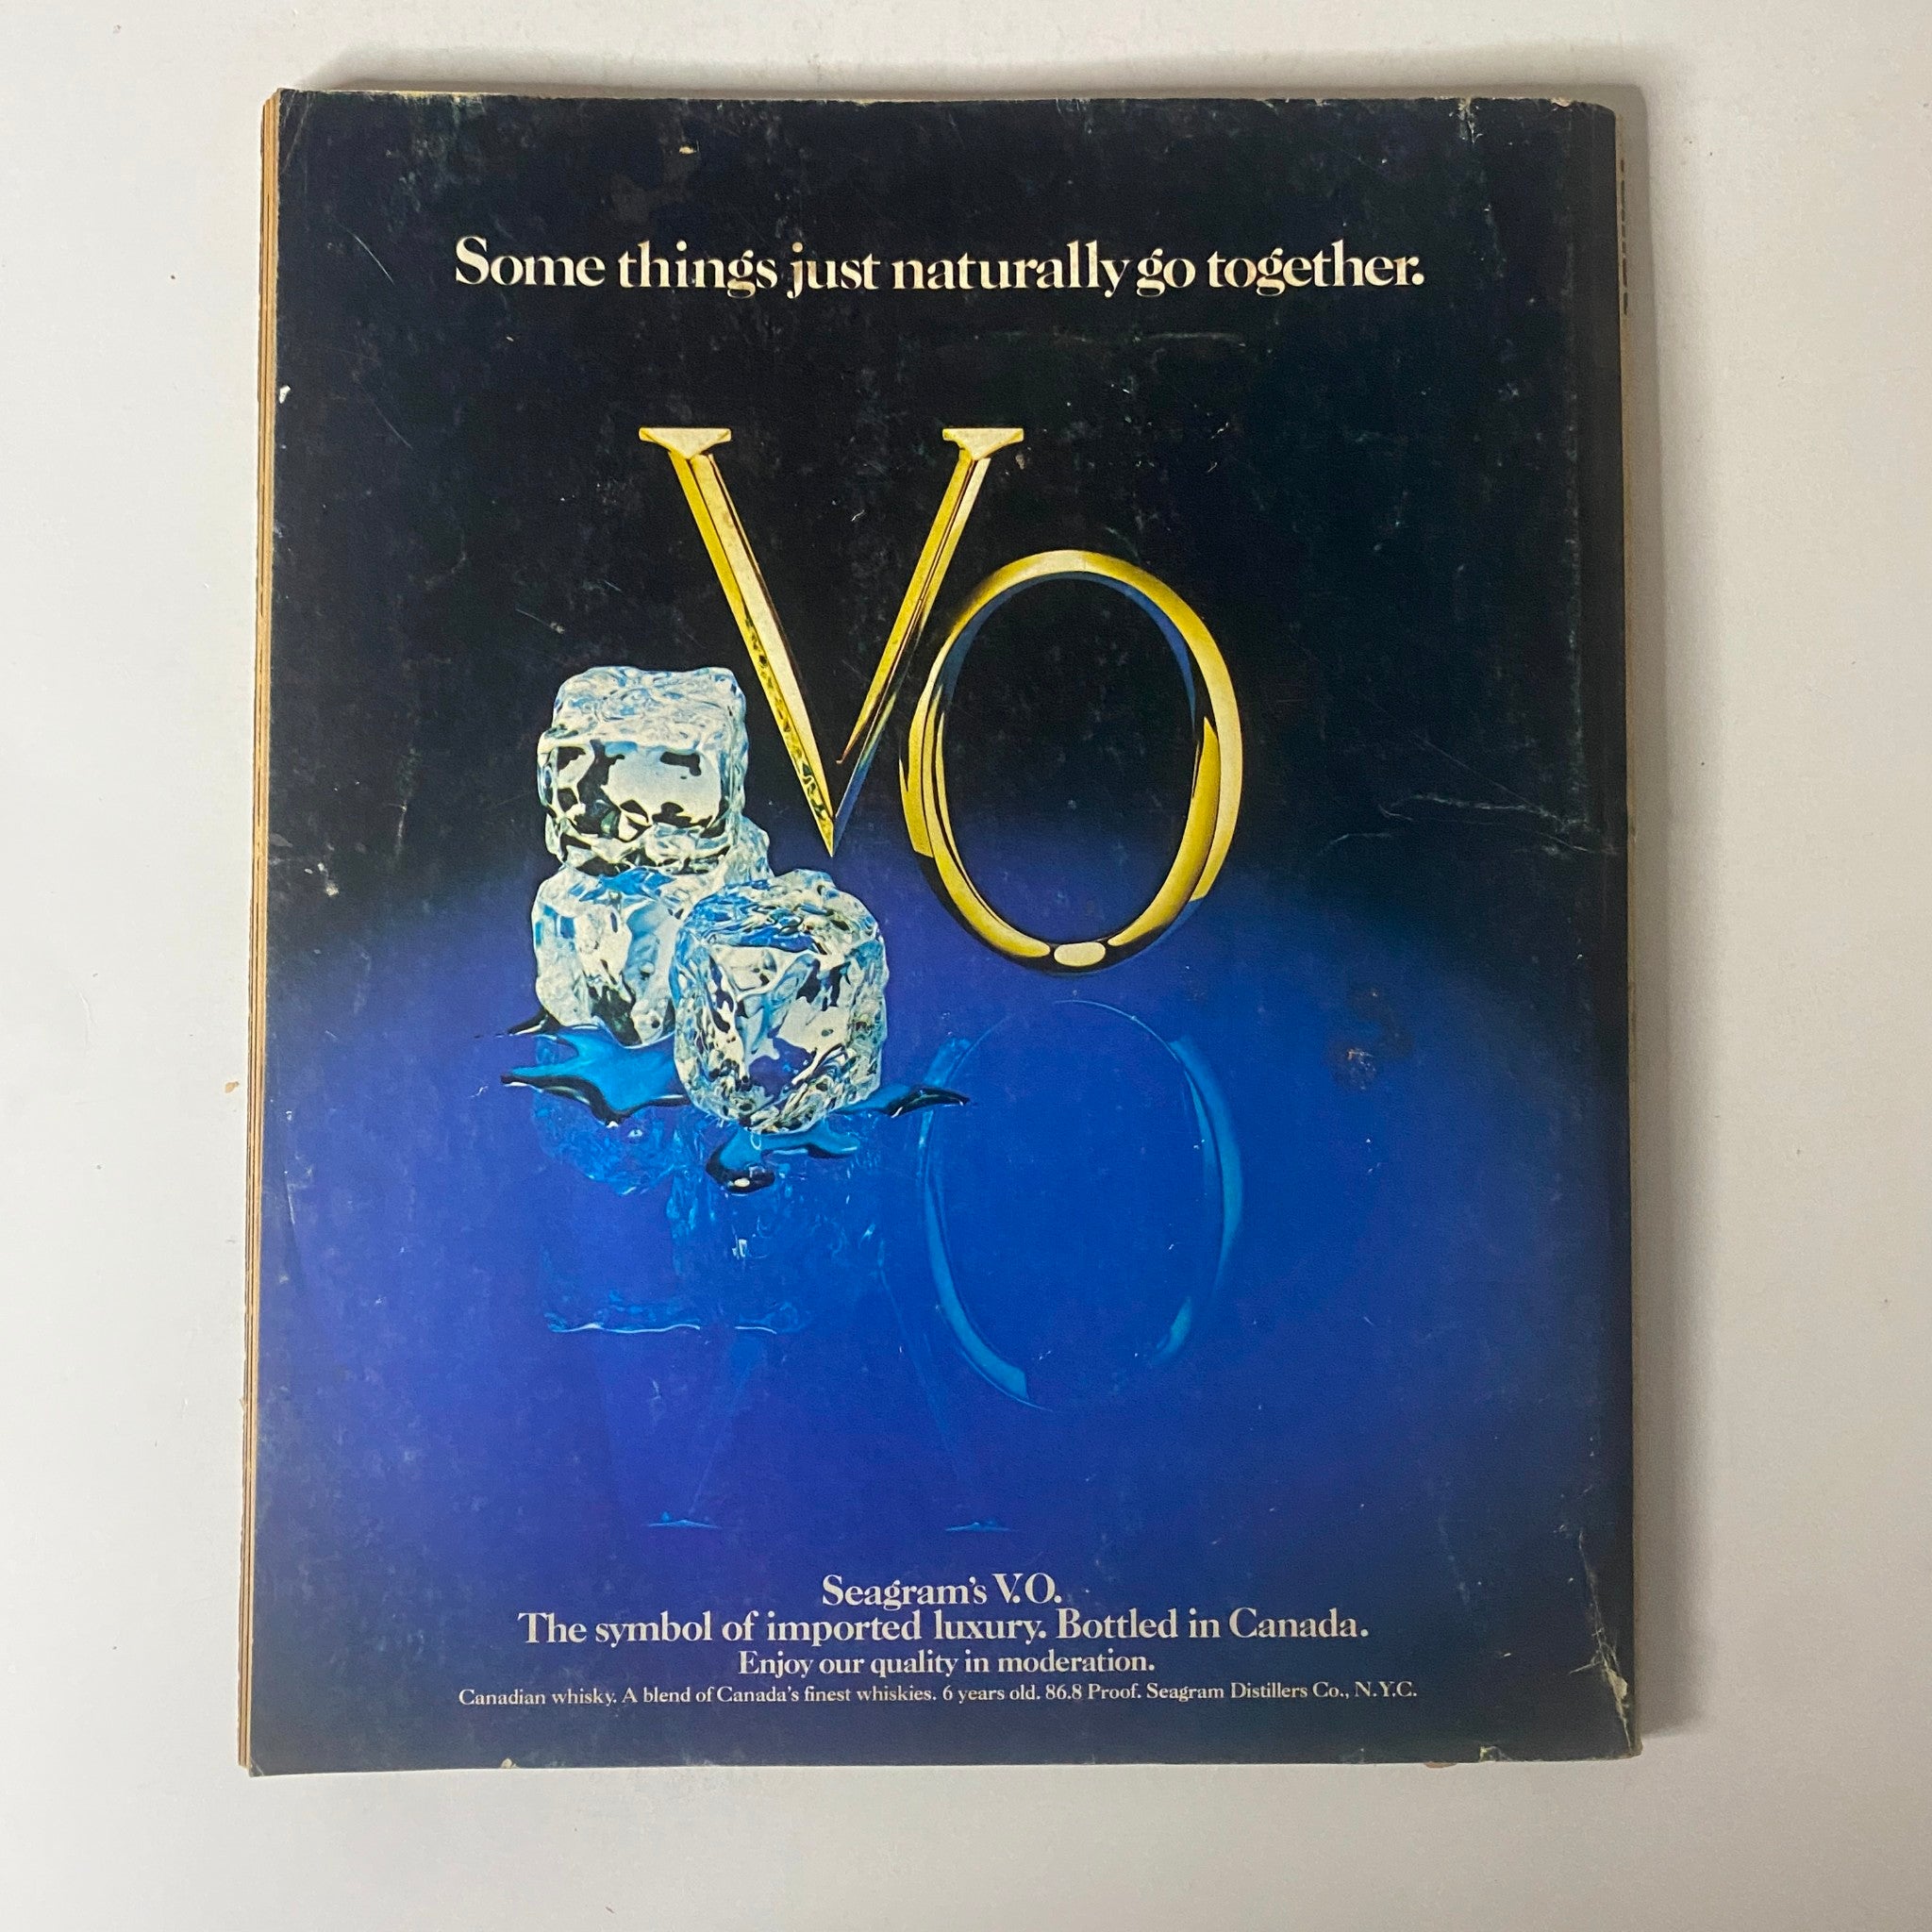 Some things just naturally go together.
VO
Seagram's V.O.
The symbol of imported luxury. Bottled in Canada.
Enjoy our quality in moderation.
Canadian whisky. A blend of Canada's finest whiskies. 6 years old. 86.8 Proof. Seagram Distillers Co., N.Y.C.